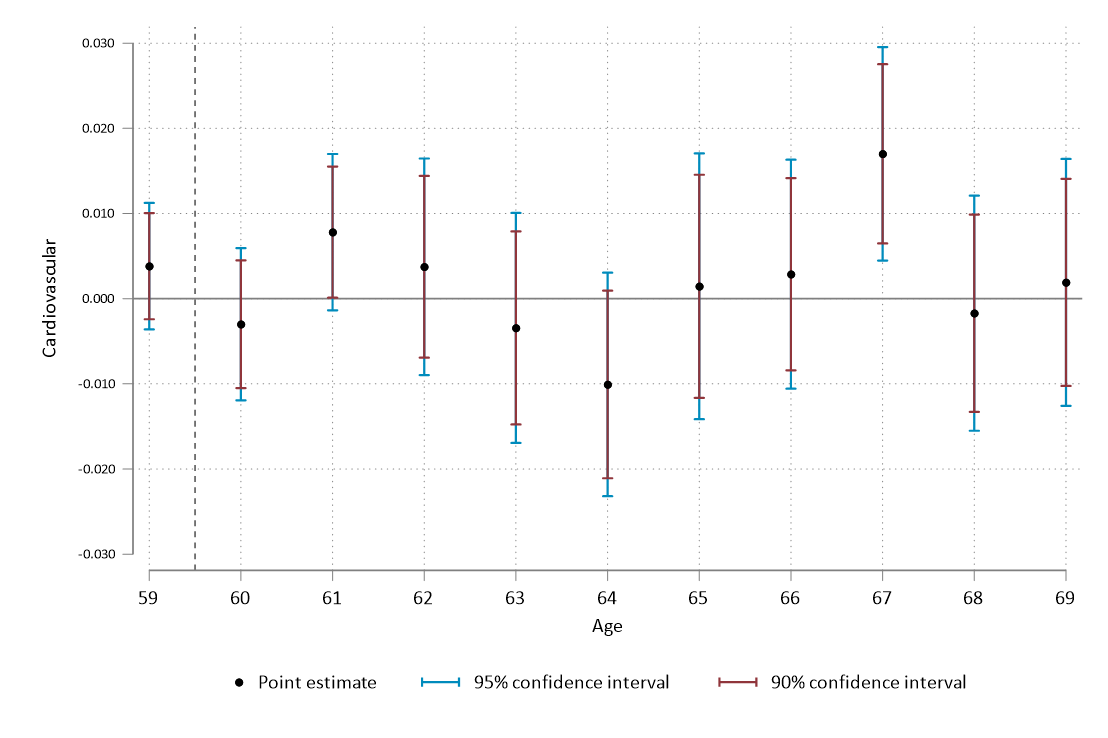 0.030
0.020
0.010
0.000
-0.010
-0.020
-0.030
Cardiovascular
59 60 61 62 63 64 65 66 67 68 69
Age
Point estimate 95% confidence interval 90% confidence interval